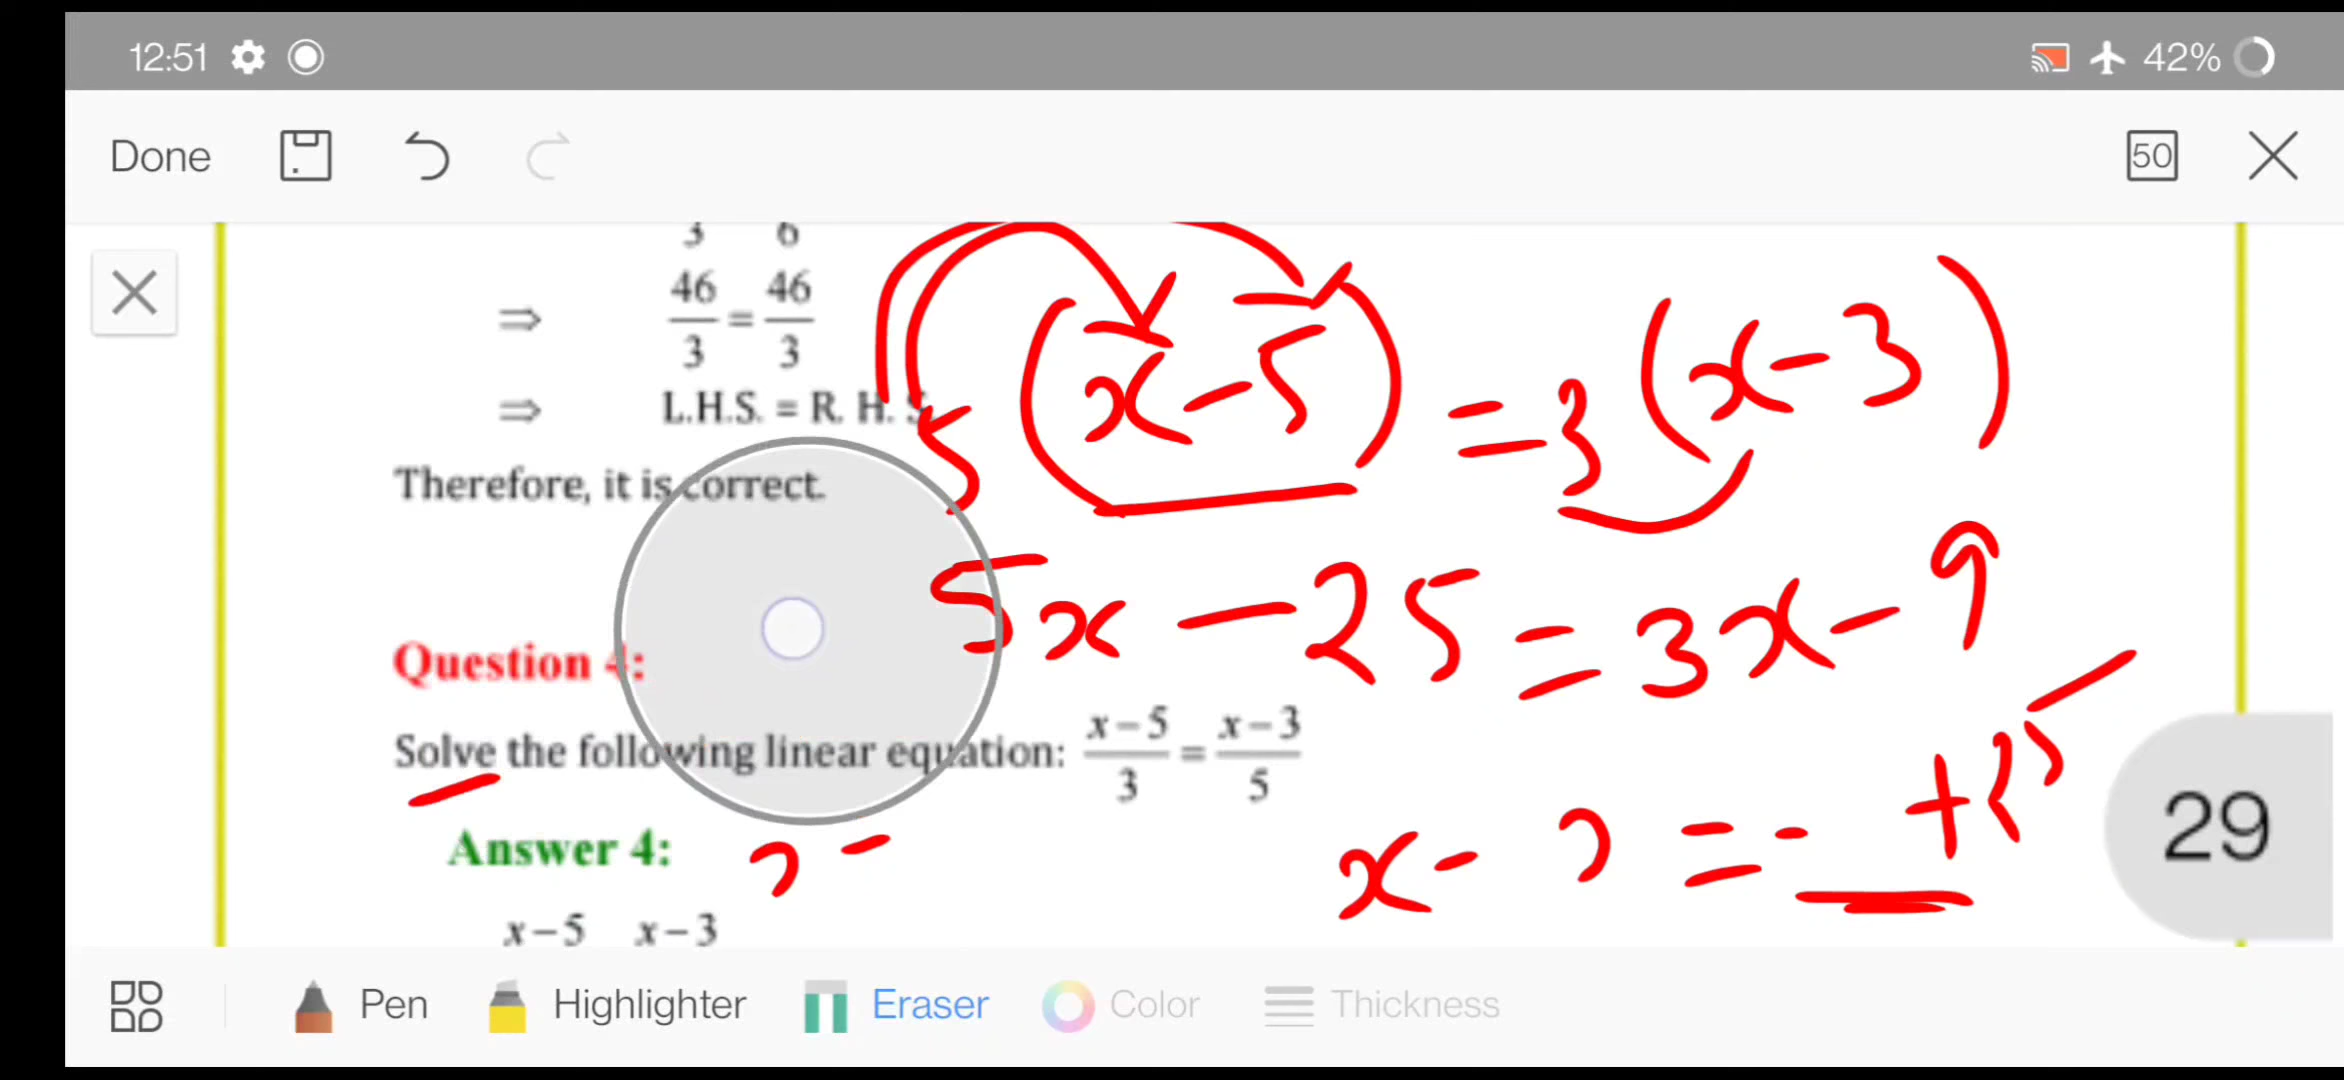 12:51 42%
Done 50
3 6
⇒ 46/3 = 46/3
⇒ L.H.S. = R. H. S
Therefore, it is correct.
5(x-5) = 3(x-3)
5x - 25 = 3x - 9
Question 4:
Solve the following linear equation: x-5/3 = x-3/5
+25
29
Answer 4:
x-5 x-3
Pen Highlighter Eraser Color Thickness